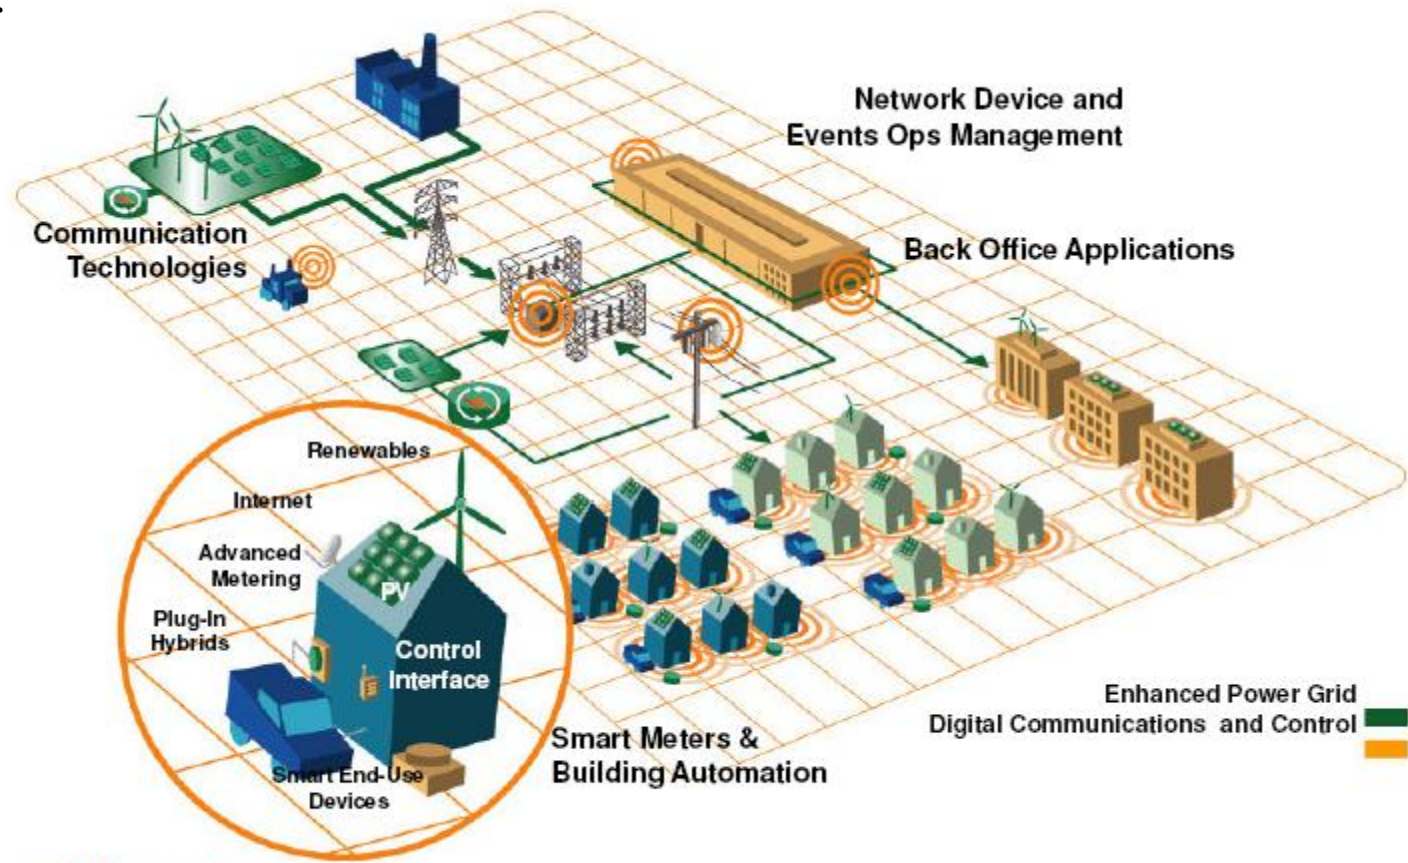 Network Device and
Events Ops Management
Communication
Technologies
Back Office Applications
Renewables
Internet
Advanced
Metering
PV
Plug-In
Hybrids
Control
Interface
Smart End-Use
Devices
Smart Meters &
Building Automation
Enhanced Power Grid
Digital Communications and Control